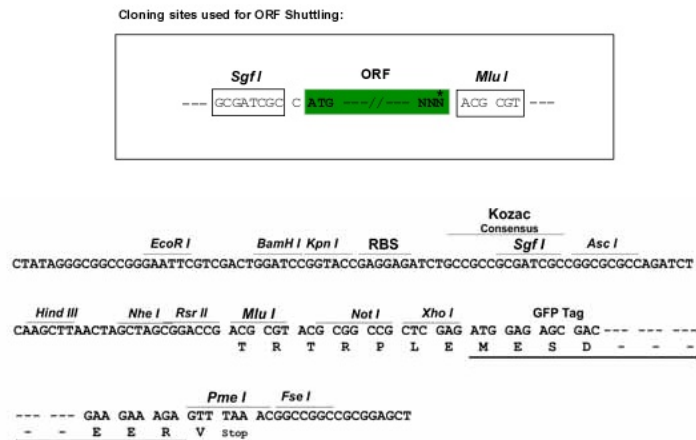 Cloning sites used for ORF Shuttling:
Sgf I ORF Mlu I
--- GCGATCGC C ATG ---//--- NNN* ACG CGT ---
Kozac
Consensus
EcoR I BamH I Kpn I RBS Sgf I Asc I
CTATAGGGCGGCCGGGAATTCGTCGACTGGATCCGGTACCGAGGAGATCTGCCGCCGCGATCGCCGGCGCGCCAGATCT
Hind III Nhe I Rsr II Mlu I Not I Xho I GFP Tag
CAAGCTTAACTAGCTAGCGGACCG ACG CGT ACG CGG CCG CTC GAG ATG GAG AGC GAC--- --- ---
T R T R P L E M E S D - - -
Pme I Fse I
--- --- GAA GAA AGA GTT TAA ACGGCCGGCCGCGGAGCT
- - E E R V Stop